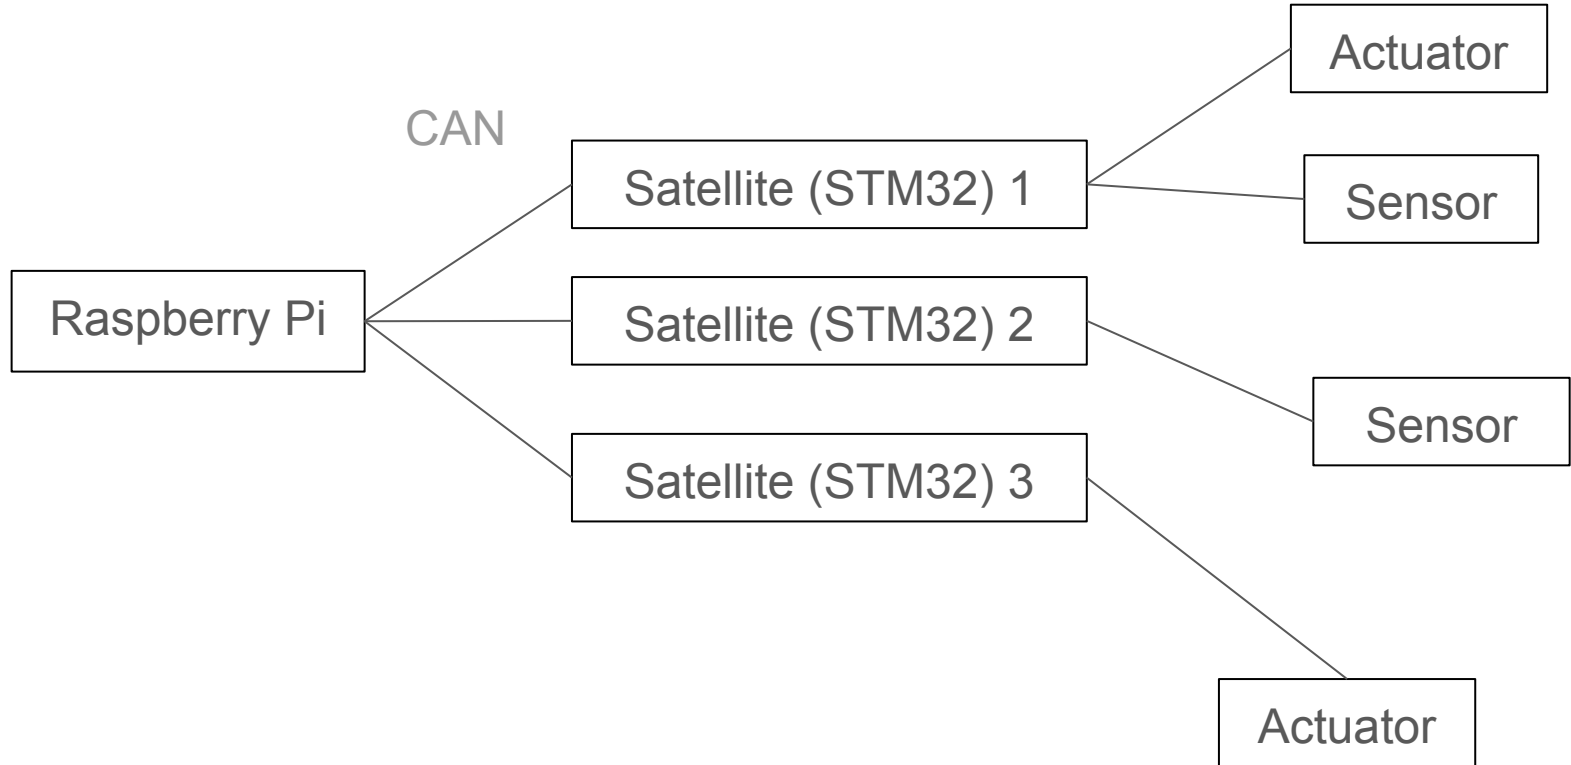 Actuator
CAN
Satellite (STM32) 1
Sensor
Raspberry Pi
Satellite (STM32) 2
Sensor
Satellite (STM32) 3
Actuator